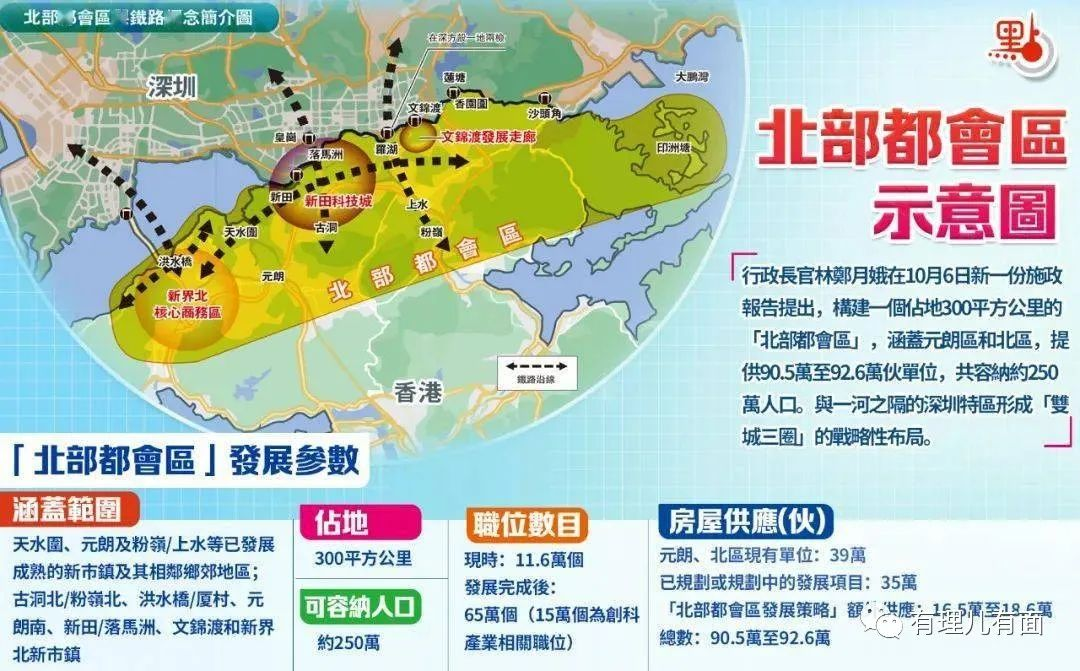 北部都會區與鐵路概念簡介圖
點
在深方設一地兩檢
大鵬灣
深圳
蓮塘
香園圍
沙頭角
文錦渡
文錦渡發展走廊
皇崗
落馬洲
羅湖
印洲塘
新田
新田科技城
上水
古洞
粉嶺
天水圍
洪水橋
元朗
北部都會區
新界北
核心商務區
鐵路沿線
香港
北部都會區
示意圖
行政長官林鄭月娥在10月6日新一份施政
報告提出，構建一個佔地300平方公里的
「北部都會區」，涵蓋元朗區和北區，提
供90.5萬至92.6萬伙單位，共容納約250
萬人口。與一河之隔的深圳特區形成「雙
城三圈」的戰略性布局。
「北部都會區」發展參數
涵蓋範圍
天水圍、元朗及粉嶺/上水等已發展
成熟的新市鎮及其相鄰鄉郊地區；
古洞北/粉嶺北、洪水橋/厦村、元
朗南、新田/落馬洲、文錦渡和新界
北新市鎮
佔地
300平方公里
可容納人口
約250萬
職位數目
現時：11.6萬個
發展完成後：
65萬個（15萬個為創科
產業相關職位）
房屋供應(伙)
元朗、北區現有單位：39萬
已規劃或規劃中的發展項目：35萬
「北部都會區發展策略」額 供應：16.5萬至18.6萬
總數：90.5萬至92.6萬
有理儿有面